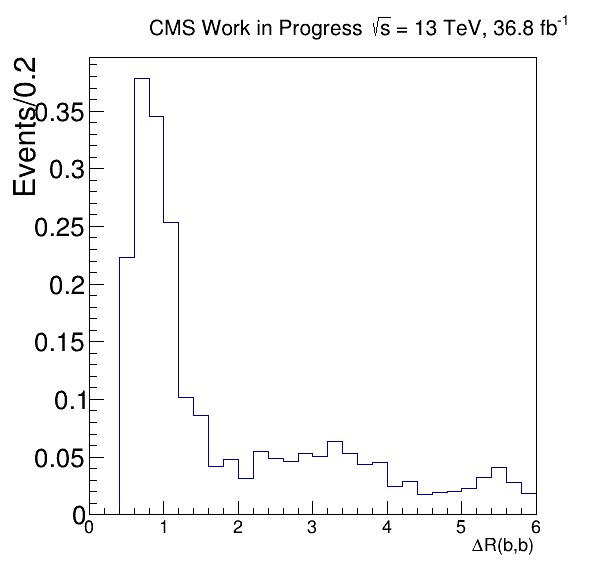 CMS Work in Progress √s = 13 TeV, 36.8 fb⁻¹
Events/0.2
0.35
0.3
0.25
0.2
0.15
0.1
0.05
0
0 1 2 3 4 5 6
ΔR(b,b)